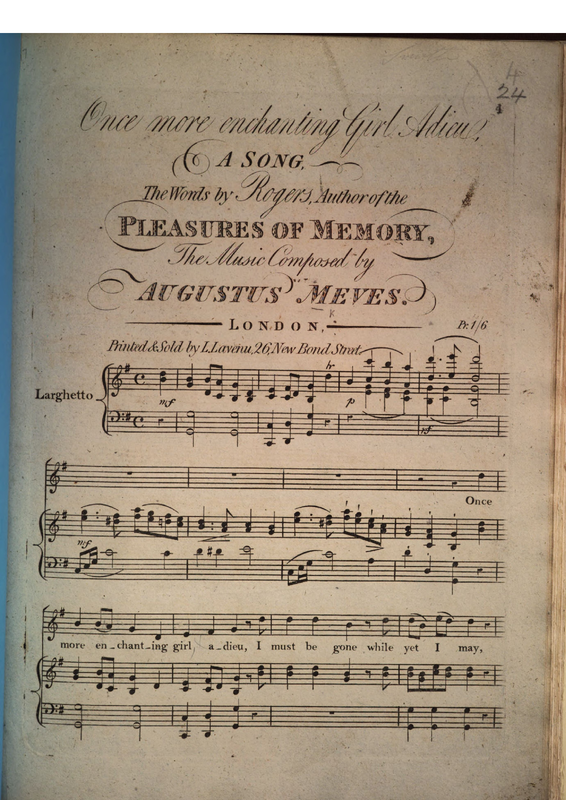 4
24
4
Once more enchanting Girl Adieu!
A SONG,
The Words by Rogers, Author of the
PLEASURES OF MEMORY,
The Music Composed by
AUGUSTUS MEVES.
LONDON,
Pr. 1/6
Printed & Sold by L. Lavenu, 26, New Bond Street.
Larghetto
tr
mf
p
sf
Once
mf
more en_chant_ing girl a_dieu, I must be gone while yet I may,